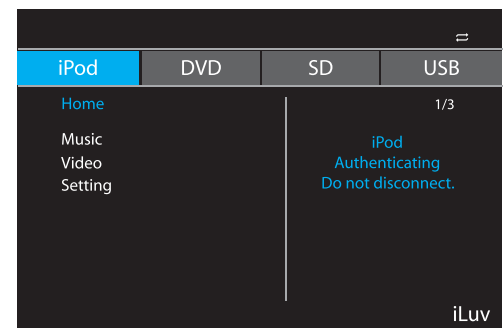 iPod DVD SD USB
Home
1/3
Music
Video
Setting
iPod
Authenticating
Do not disconnect.
iLuv